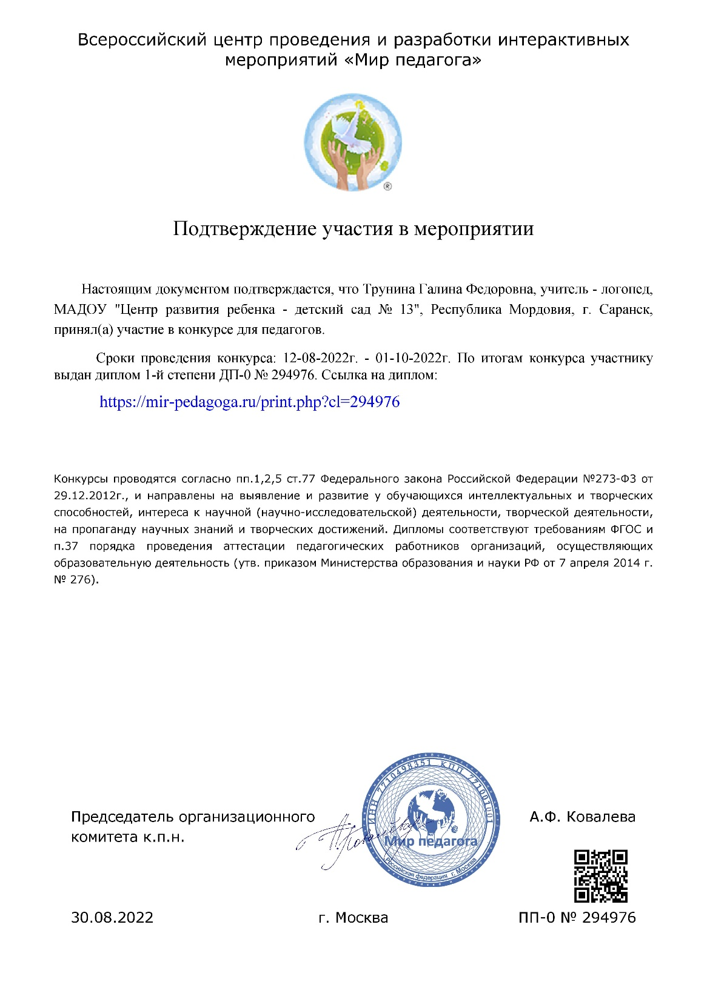 Всероссийский центр проведения и разработки интерактивных
мероприятий «Мир педагога»
®
Подтверждение участия в мероприятии
Настоящим документом подтверждается, что Трунина Галина Федоровна, учитель - логопед,
МАДОУ "Центр развития ребенка - детский сад № 13", Республика Мордовия, г. Саранск,
принял(а) участие в конкурсе для педагогов.
Сроки проведения конкурса: 12-08-2022г. - 01-10-2022г. По итогам конкурса участнику
выдан диплом 1-й степени ДП-0 № 294976. Ссылка на диплом:
https://mir-pedagoga.ru/print.php?cl=294976
Конкурсы проводятся согласно пп.1,2,5 ст.77 Федерального закона Российской Федерации №273-ФЗ от
29.12.2012г., и направлены на выявление и развитие у обучающихся интеллектуальных и творческих
способностей, интереса к научной (научно-исследовательской) деятельности, творческой деятельности,
на пропаганду научных знаний и творческих достижений. Дипломы соответствуют требованиям ФГОС и
п.37 порядка проведения аттестации педагогических работников организаций, осуществляющих
образовательную деятельность (утв. приказом Министерства образования и науки РФ от 7 апреля 2014 г.
№ 276).
Председатель организационного
комитета к.п.н.
ИНН 7710498351 КПП 771001001
Мир педагога
Российская федерация г. Москва
А.Ф. Ковалева
30.08.2022
г. Москва
ПП-0 № 294976